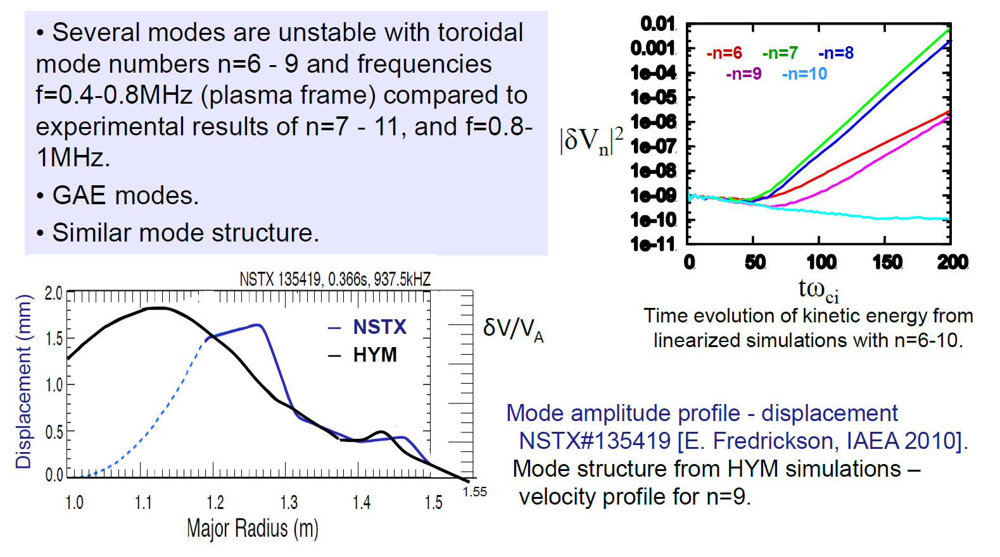 • Several modes are unstable with toroidal
mode numbers n=6 - 9 and frequencies
f=0.4-0.8MHz (plasma frame) compared to
experimental results of n=7 - 11, and f=0.8-
1MHz.
• GAE modes.
• Similar mode structure.
0.01
0.001
1e-04
1e-05
1e-06
1e-07
1e-08
1e-09
1e-10
1e-11
|δVn|2
-n=6 -n=7 -n=8
-n=9 -n=10
0 50 100 150 200
tωci
Time evolution of kinetic energy from
linearized simulations with n=6-10.
NSTX 135419, 0.366s, 937.5kHZ
Displacement (mm)
2.0
1.5
1.0
0.5
0.0
– NSTX
– HYM
δV/VA
1.0 1.1 1.2 1.3 1.4 1.5 1.55
Major Radius (m)
Mode amplitude profile - displacement
NSTX#135419 [E. Fredrickson, IAEA 2010].
Mode structure from HYM simulations –
velocity profile for n=9.